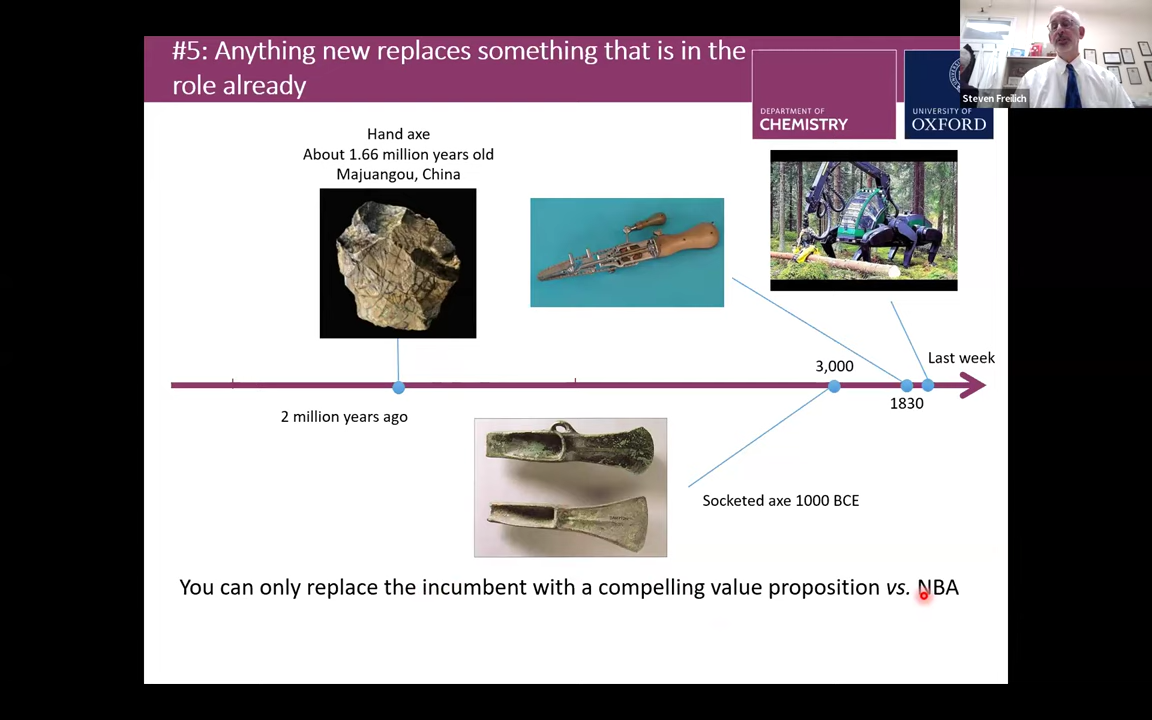 #5: Anything new replaces something that is in the
role already
DEPARTMENT OF
CHEMISTRY
UNIVERSITY OF
OXFORD
Steven Freilich
Hand axe
About 1.66 million years old
Majuangou, China
Last week
3,000
1830
2 million years ago
Socketed axe 1000 BCE
You can only replace the incumbent with a compelling value proposition vs. NBA